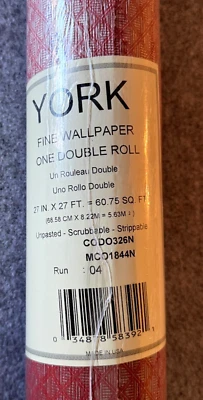 YORK
FINE WALLPAPER
ONE DOUBLE ROLL
Un Rouleau Double
Uno Rollo Double
27 IN. X 27 FT. = 60.75 SQ. FT.
(68.58 CM X 8.22M = 5.63M²)
Unpasted - Scrubbable - Strippable
CODO326N
MCO1844N
Run : 04
0 34878 58392
MADE IN USA